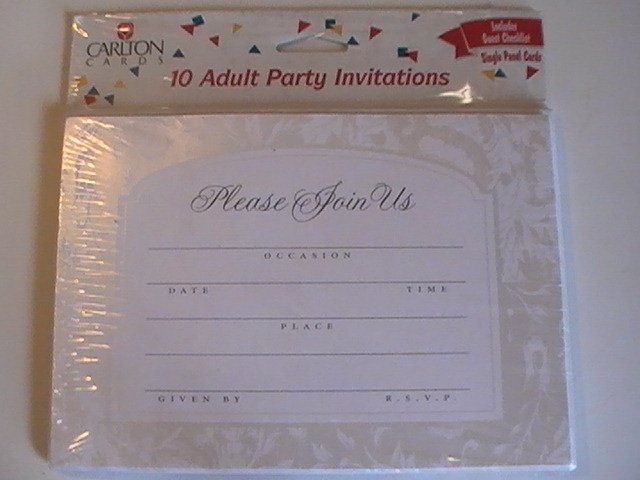 CARLTON
CARDS
10 Adult Party Invitations
Includes
Guest Checklist
Single Panel Cards
Please Join Us
OCCASION
DATE TIME
PLACE
GIVEN BY R.S.V.P